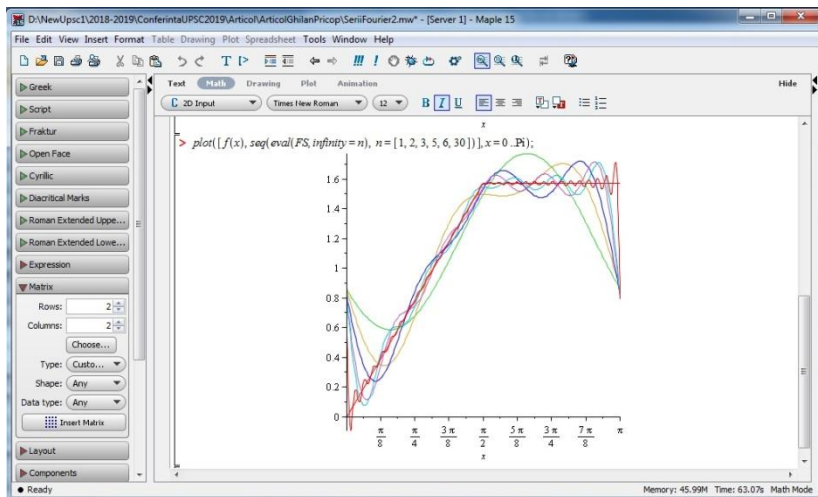 D:\NewUpsc1\2018-2019\ConferintaUPSC2019\Articol\ArticolGhilanPricop\SeriiFourier2.mw* - [Server 1] - Maple 15
File Edit View Insert Format Table Drawing Plot Spreadsheet Tools Window Help
Text Math Drawing Plot Animation Hide
C 2D Input Times New Roman 12 B I U
Greek
Script
Fraktur
Open Face
Cyrillic
Diacritical Marks
Roman Extended Uppe...
Roman Extended Lowe...
Expression
Matrix
Rows: 2
Columns: 2
Choose...
Type: Custo...
Shape: Any
Data type: Any
Insert Matrix
Layout
Components
x
> plot([f(x), seq(eval(FS, infinity = n), n = [1, 2, 3, 5, 6, 30])], x = 0 ..Pi);
1.6
1.4
1.2
1
0.8
0.6
0.4
0.2
0
π/8 π/4 3π/8 π/2 5π/8 3π/4 7π/8 π
x
Ready Memory: 45.99M Time: 63.07s Math Mode